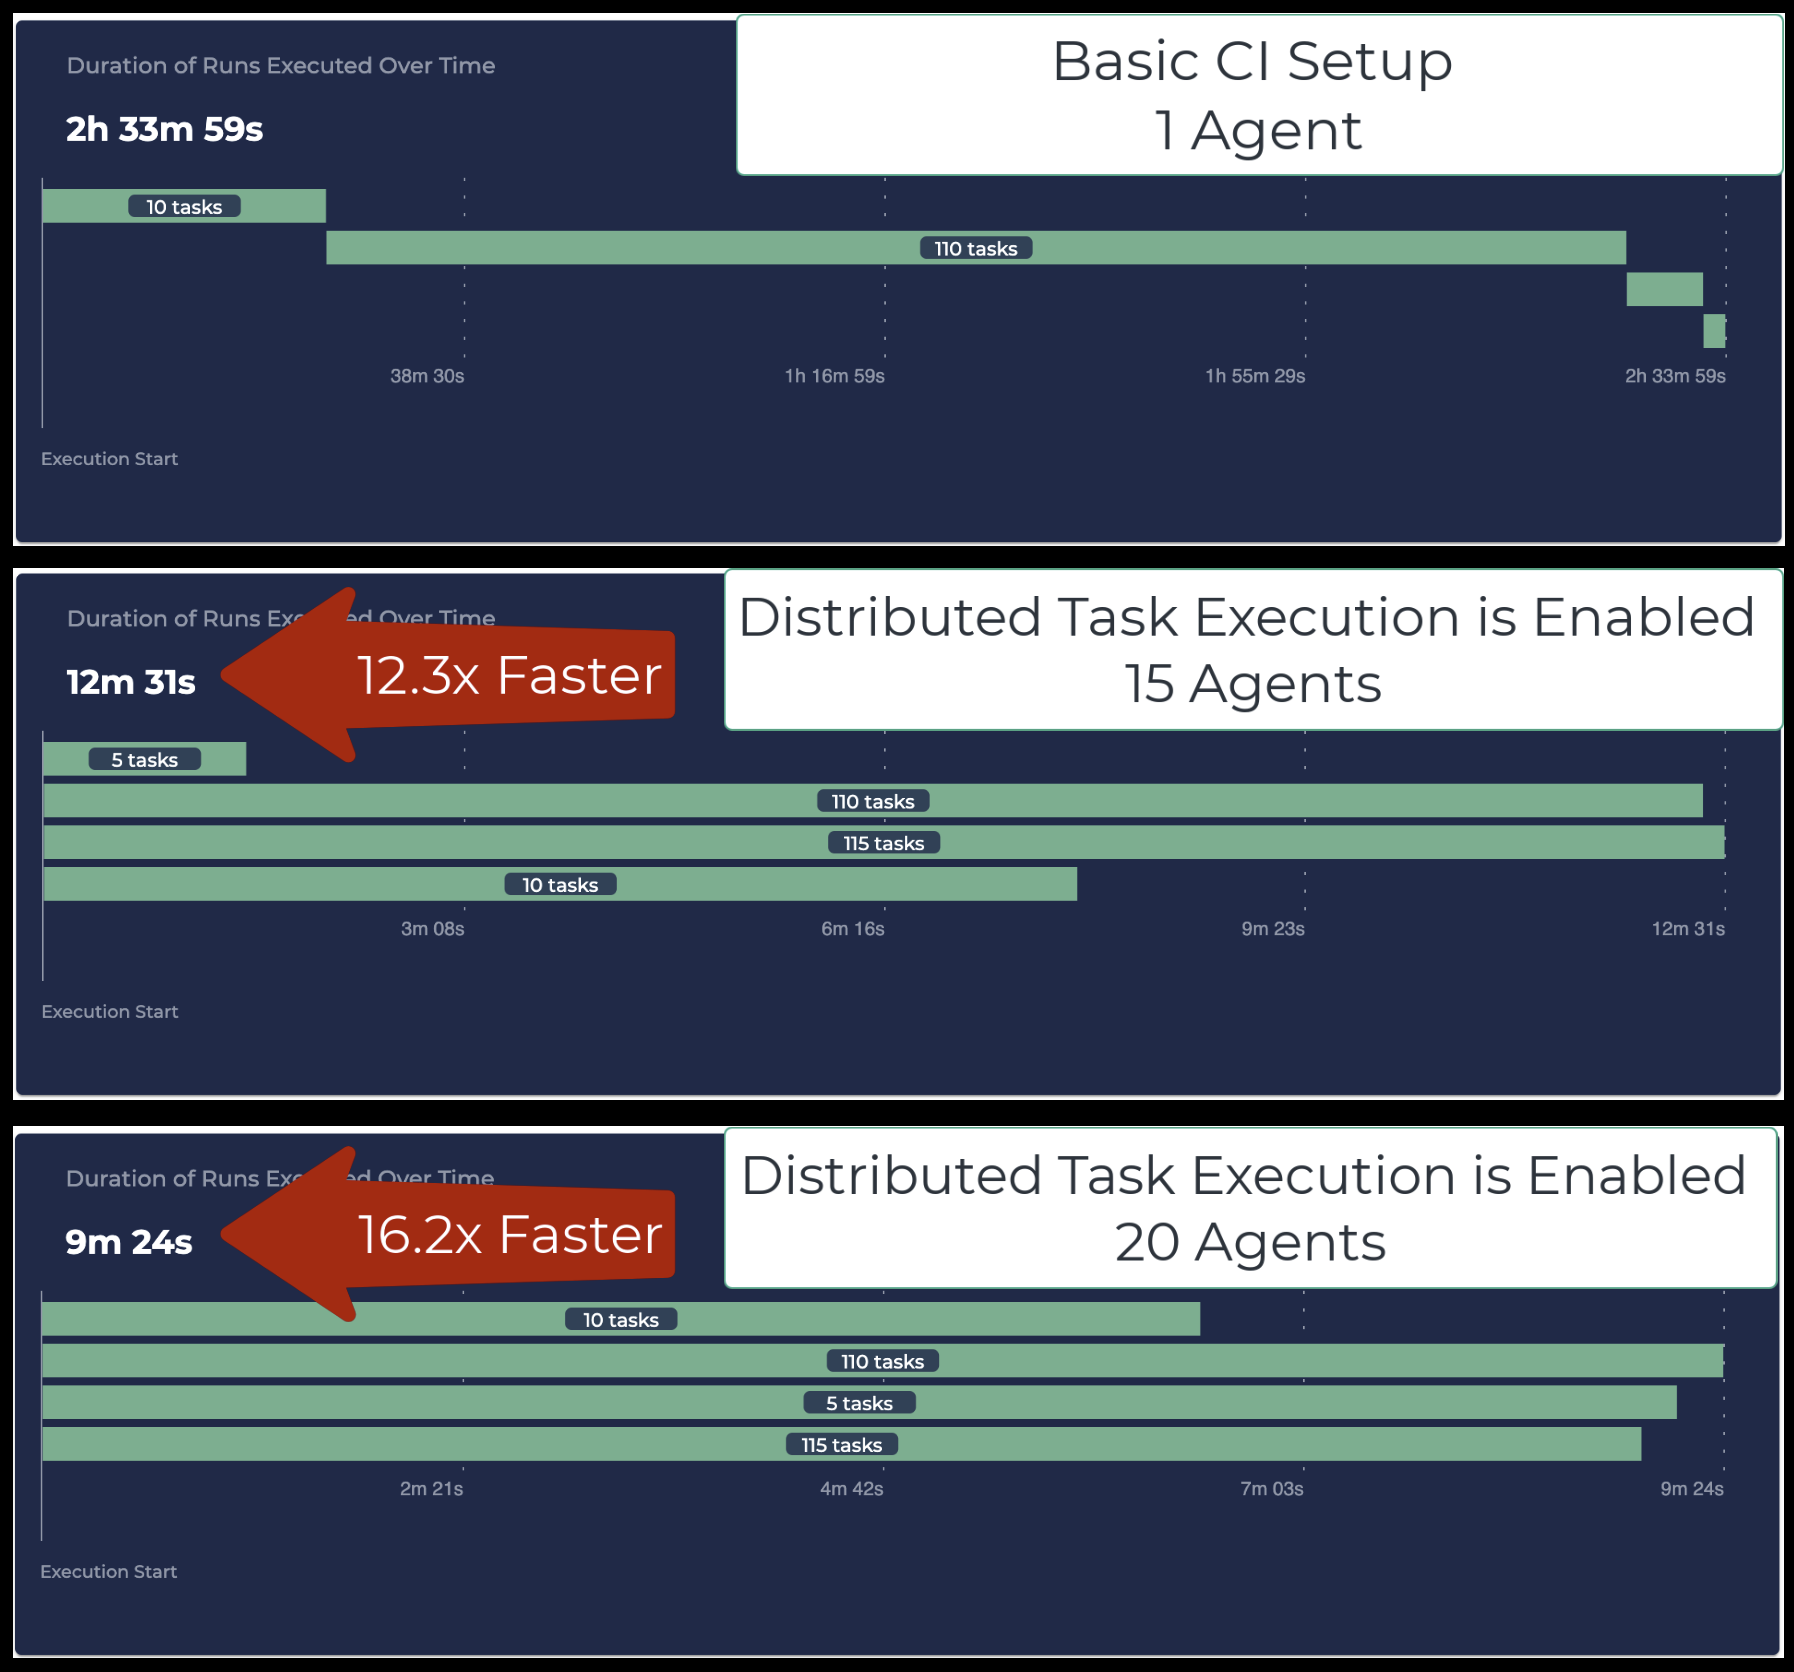 Duration of Runs Executed Over Time
Basic CI Setup
1 Agent
2h 33m 59s
10 tasks
110 tasks
38m 30s
1h 16m 59s
1h 55m 29s
2h 33m 59s
Execution Start
Duration of Runs Exe ed Over Time
Distributed Task Execution is Enabled
15 Agents
12m 31s
12.3x Faster
5 tasks
110 tasks
115 tasks
10 tasks
3m 08s
6m 16s
9m 23s
12m 31s
Execution Start
Duration of Runs Exe ed Over Time
Distributed Task Execution is Enabled
20 Agents
9m 24s
16.2x Faster
10 tasks
110 tasks
5 tasks
115 tasks
2m 21s
4m 42s
7m 03s
9m 24s
Execution Start